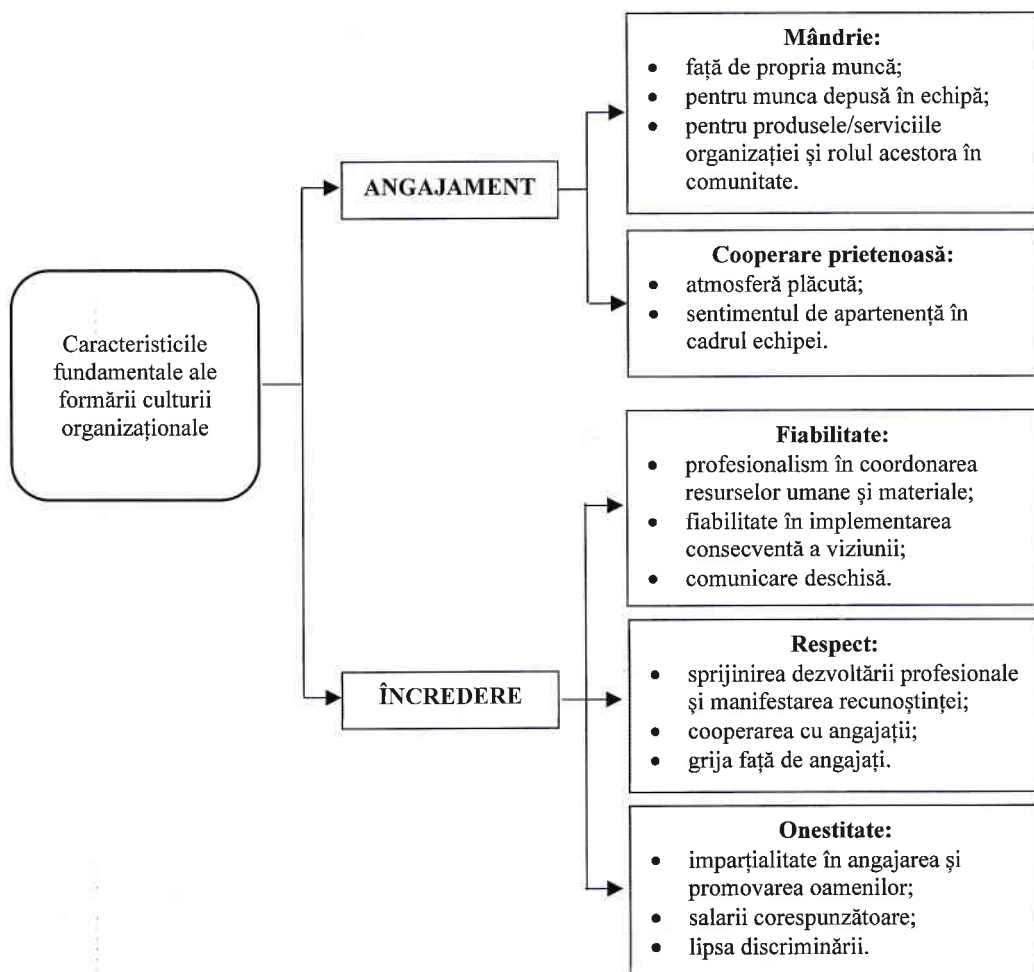 Caracteristicile
fundamentale ale
formării culturii
organizaționale
ANGAJAMENT
Mândrie:
• față de propria muncă;
• pentru munca depusă în echipă;
• pentru produsele/serviciile
organizației și rolul acestora în
comunitate.
Cooperare prietenoasă:
• atmosferă plăcută;
• sentimentul de apartenență în
cadrul echipei.
ÎNCREDERE
Fiabilitate:
• profesionalism în coordonarea
resurselor umane și materiale;
• fiabilitate în implementarea
consecventă a viziunii;
• comunicare deschisă.
Respect:
• sprijinirea dezvoltării profesionale
și manifestarea recunoștinței;
• cooperarea cu angajații;
• grija față de angajați.
Onestitate:
• imparțialitate în angajarea și
promovarea oamenilor;
• salarii corespunzătoare;
• lipsa discriminării.